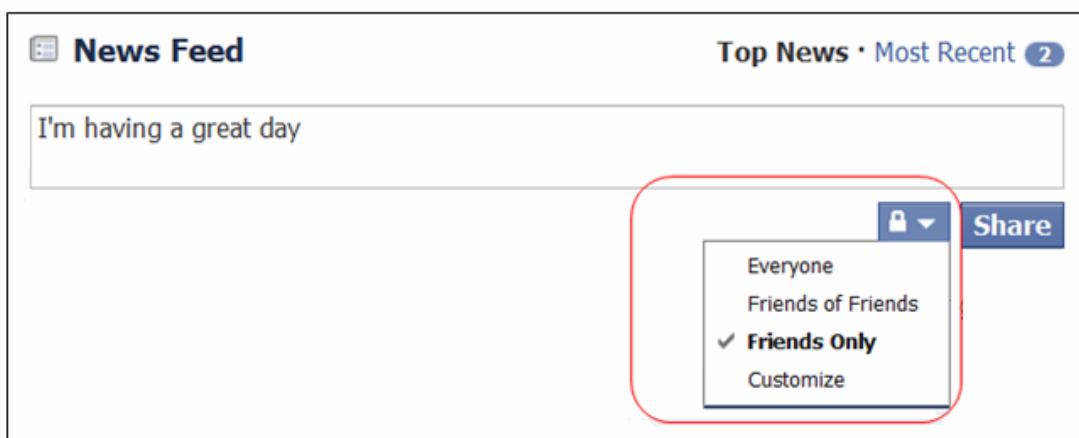 News Feed
Top News · Most Recent 2
I'm having a great day
Share
Everyone
Friends of Friends
Friends Only
Customize